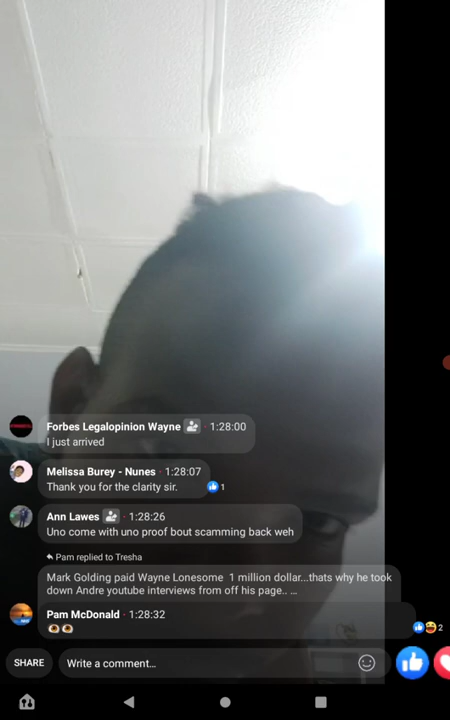 Forbes Legalopinion Wayne · 1:28:00
I just arrived
Melissa Burey - Nunes · 1:28:07
Thank you for the clarity sir.
1
Ann Lawes · 1:28:26
Uno come with uno proof bout scamming back weh
Pam replied to Tresha
Mark Golding paid Wayne Lonesome 1 million dollar...thats why he took
down Andre youtube interviews from off his page.. ...
Pam McDonald · 1:28:32
2
SHARE
Write a comment...